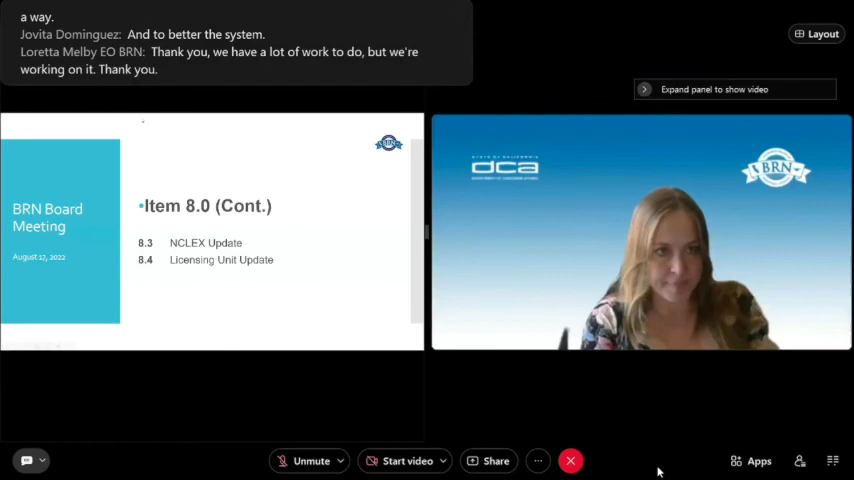 a way.
Jovita Dominguez: And to better the system.
Loretta Melby EO BRN: Thank you, we have a lot of work to do, but we're
working on it. Thank you.
Layout
Expand panel to show video
BRN
BRN Board
Meeting
August 17, 2022
•Item 8.0 (Cont.)
8.3 NCLEX Update
8.4 Licensing Unit Update
STATE OF CALIFORNIA
dca
BRN
Unmute
Start video
Share
Apps